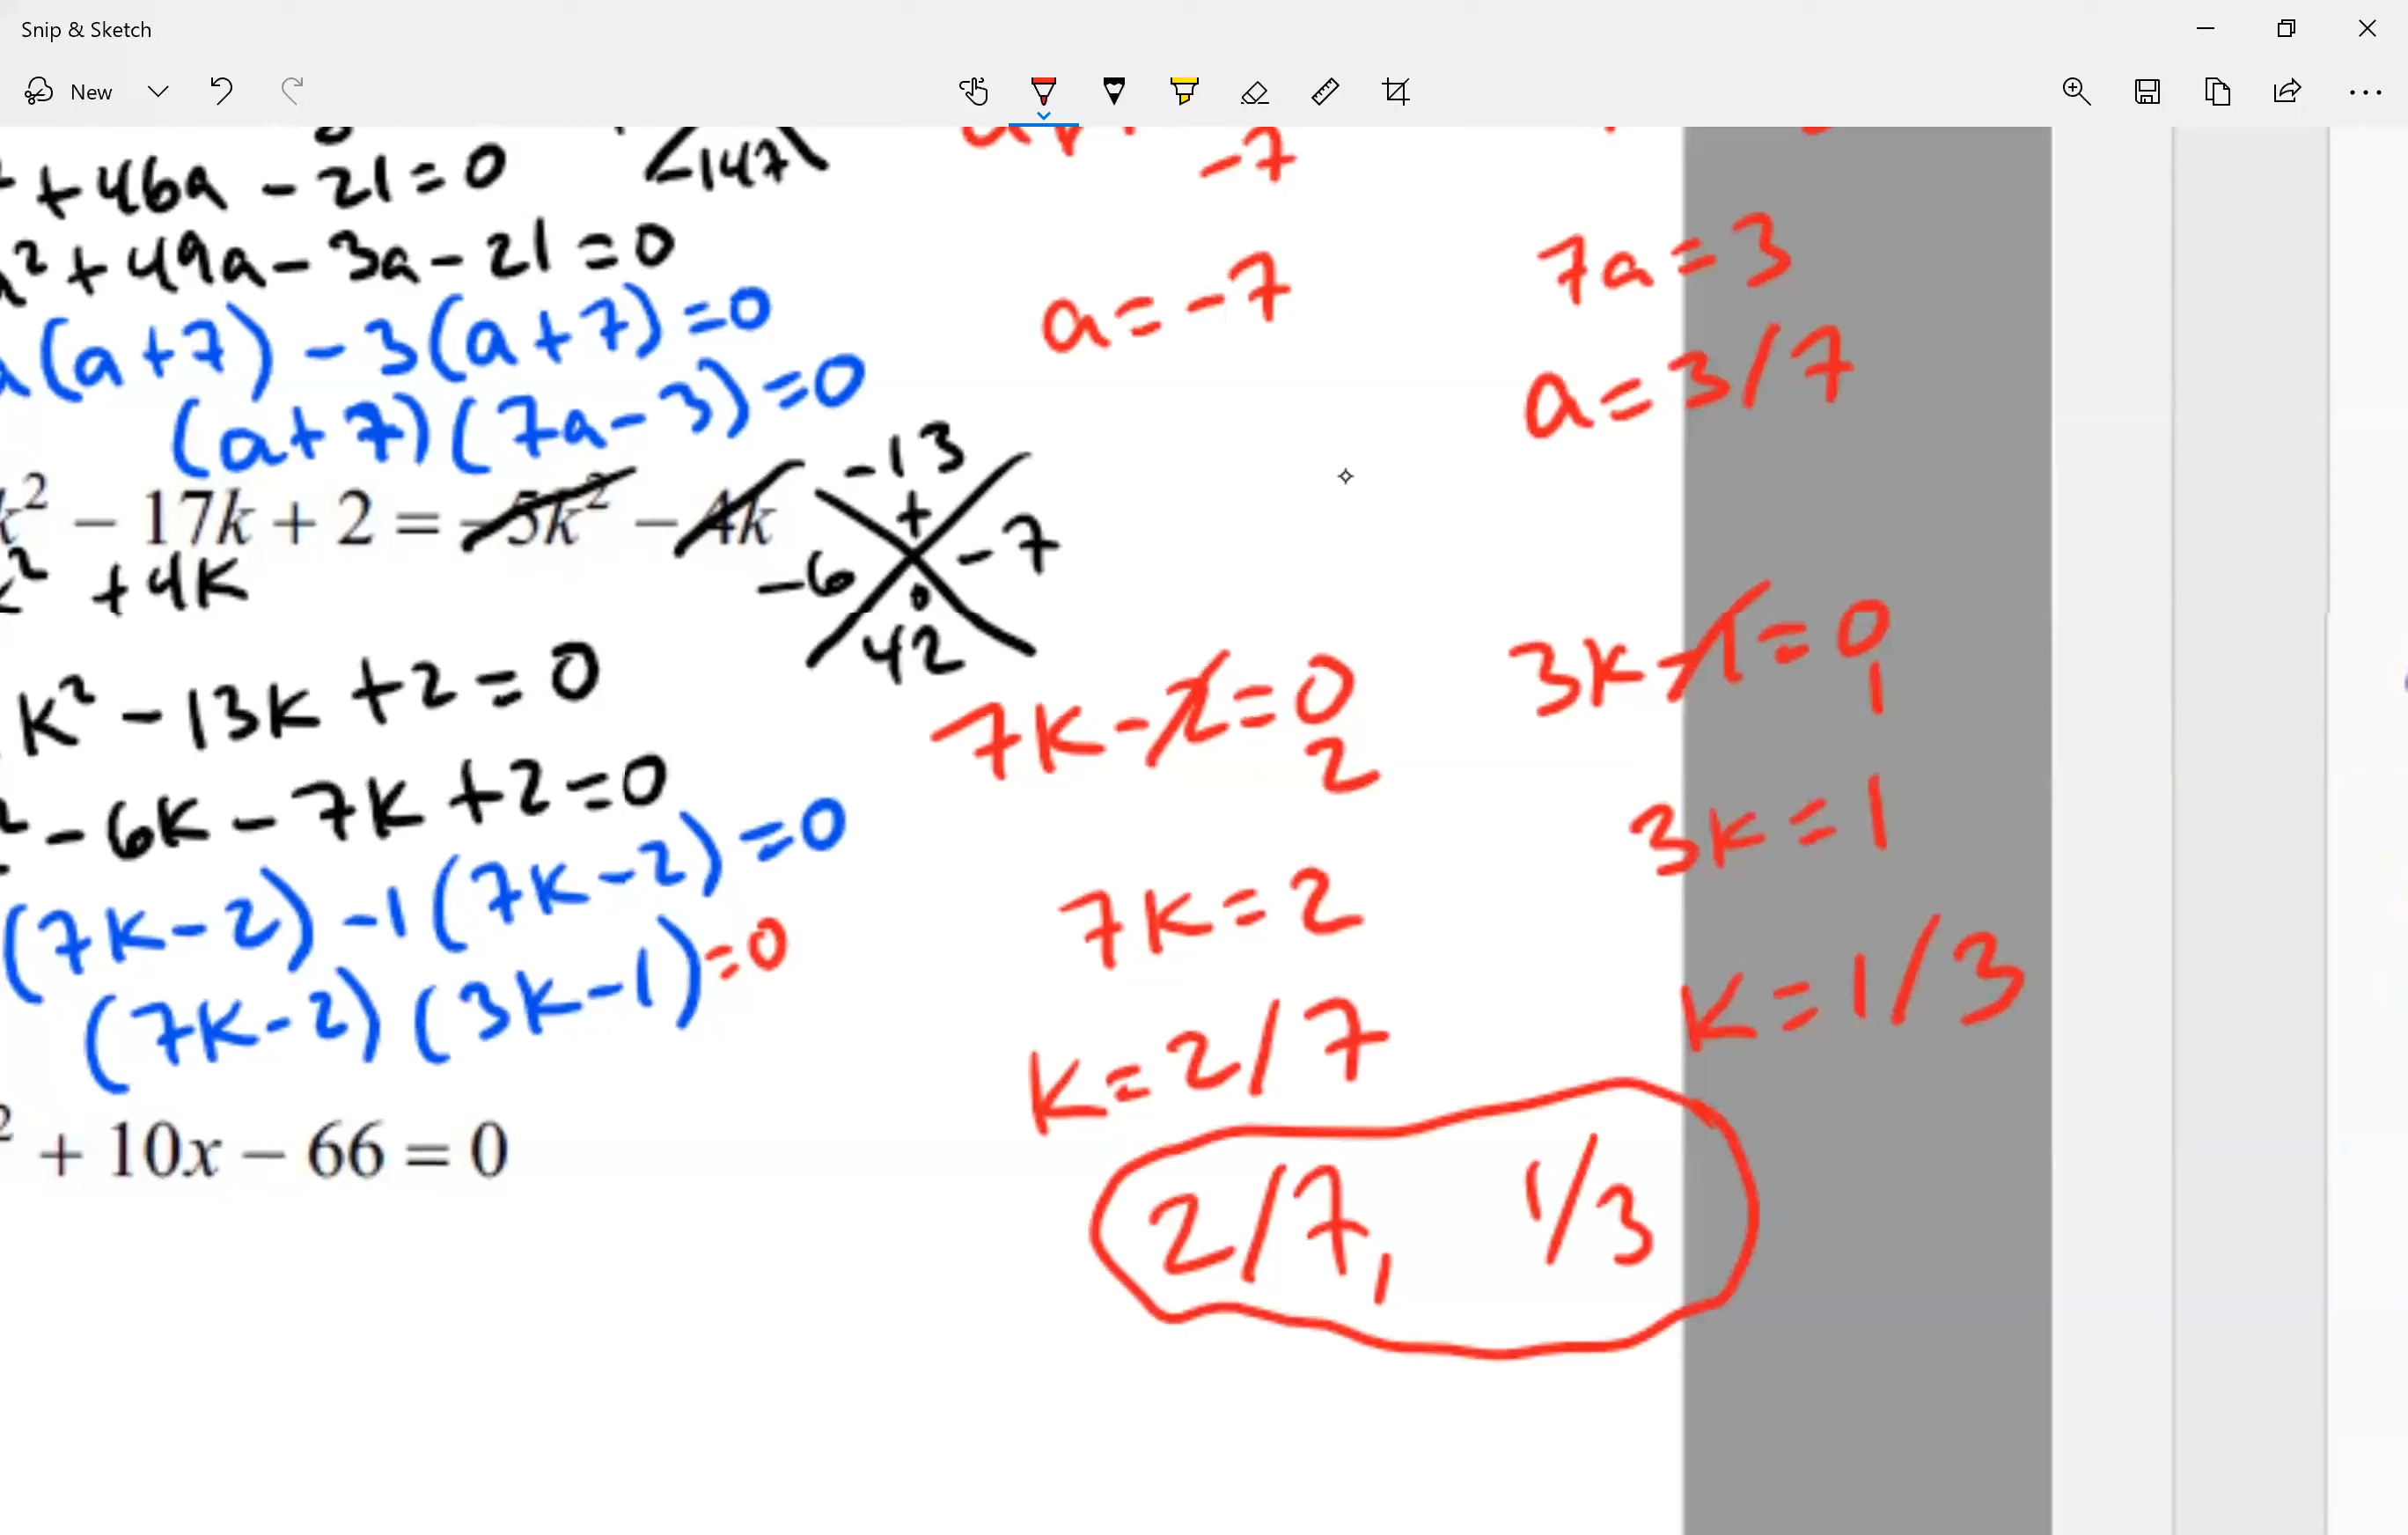 Snip & Sketch
New
+46a - 21 = 0
<147
-7
² + 49a - 3a - 21 = 0
(a+7) - 3(a+7) = 0
(a+7)(7a-3) = 0
a = -7
7a = 3
a = 3/7
k² − 17k + 2 = −5k² − 4k
² +4k
-13
+
-6
-7
42
k² - 13k + 2 = 0
- 6k - 7k + 2 = 0
(7k-2) -1(7k-2) = 0
(7k-2)(3k-1) = 0
7k-2=0
2
7k = 2
k = 2/7
3k-1=0
1
3k = 1
k = 1/3
2/7, 1/3
² + 10x − 66 = 0